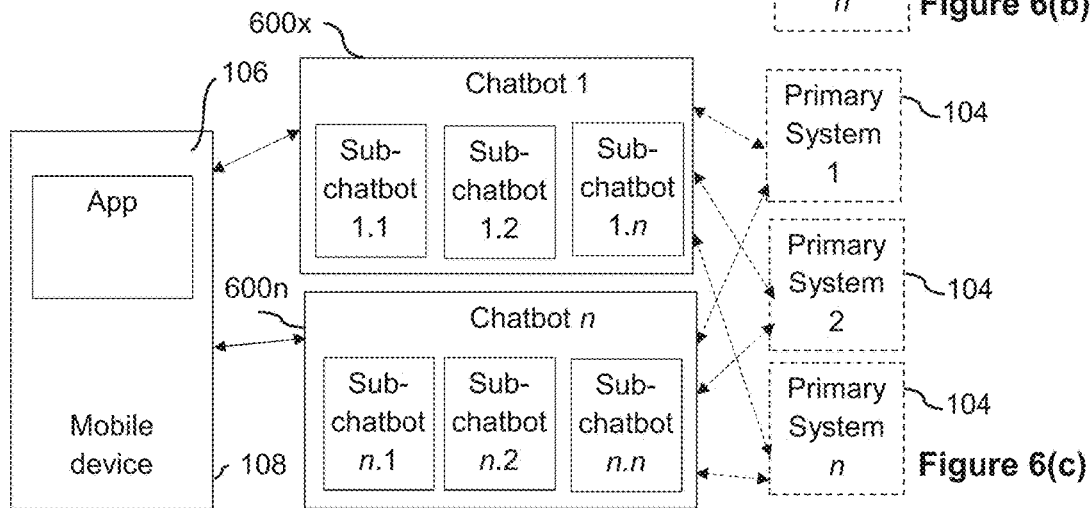 n
Figure 6(b)
600x
106
Chatbot 1
Sub-
chatbot
1.1
Sub-
chatbot
1.2
Sub-
chatbot
1.n
Primary
System
1
104
App
Primary
System
2
104
600n
Chatbot n
Sub-
chatbot
n.1
Sub-
chatbot
n.2
Sub-
chatbot
n.n
Primary
System
n
104
Mobile
device
108
Figure 6(c)